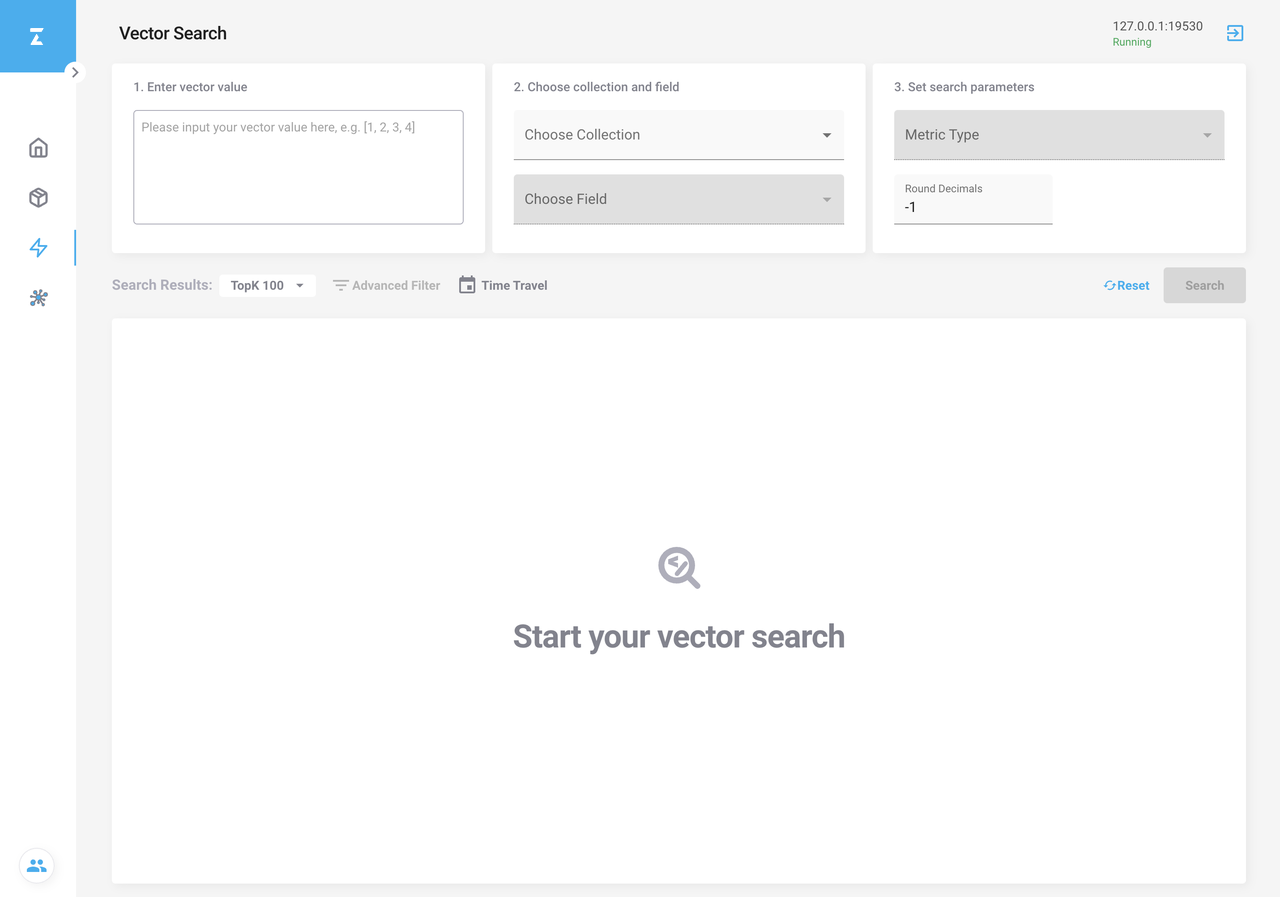 Vector Search
127.0.0.1:19530
Running
1. Enter vector value
Please input your vector value here, e.g. [1, 2, 3, 4]
2. Choose collection and field
Choose Collection
Choose Field
3. Set search parameters
Metric Type
Round Decimals
-1
Search Results: TopK 100 Advanced Filter Time Travel Reset Search
Start your vector search